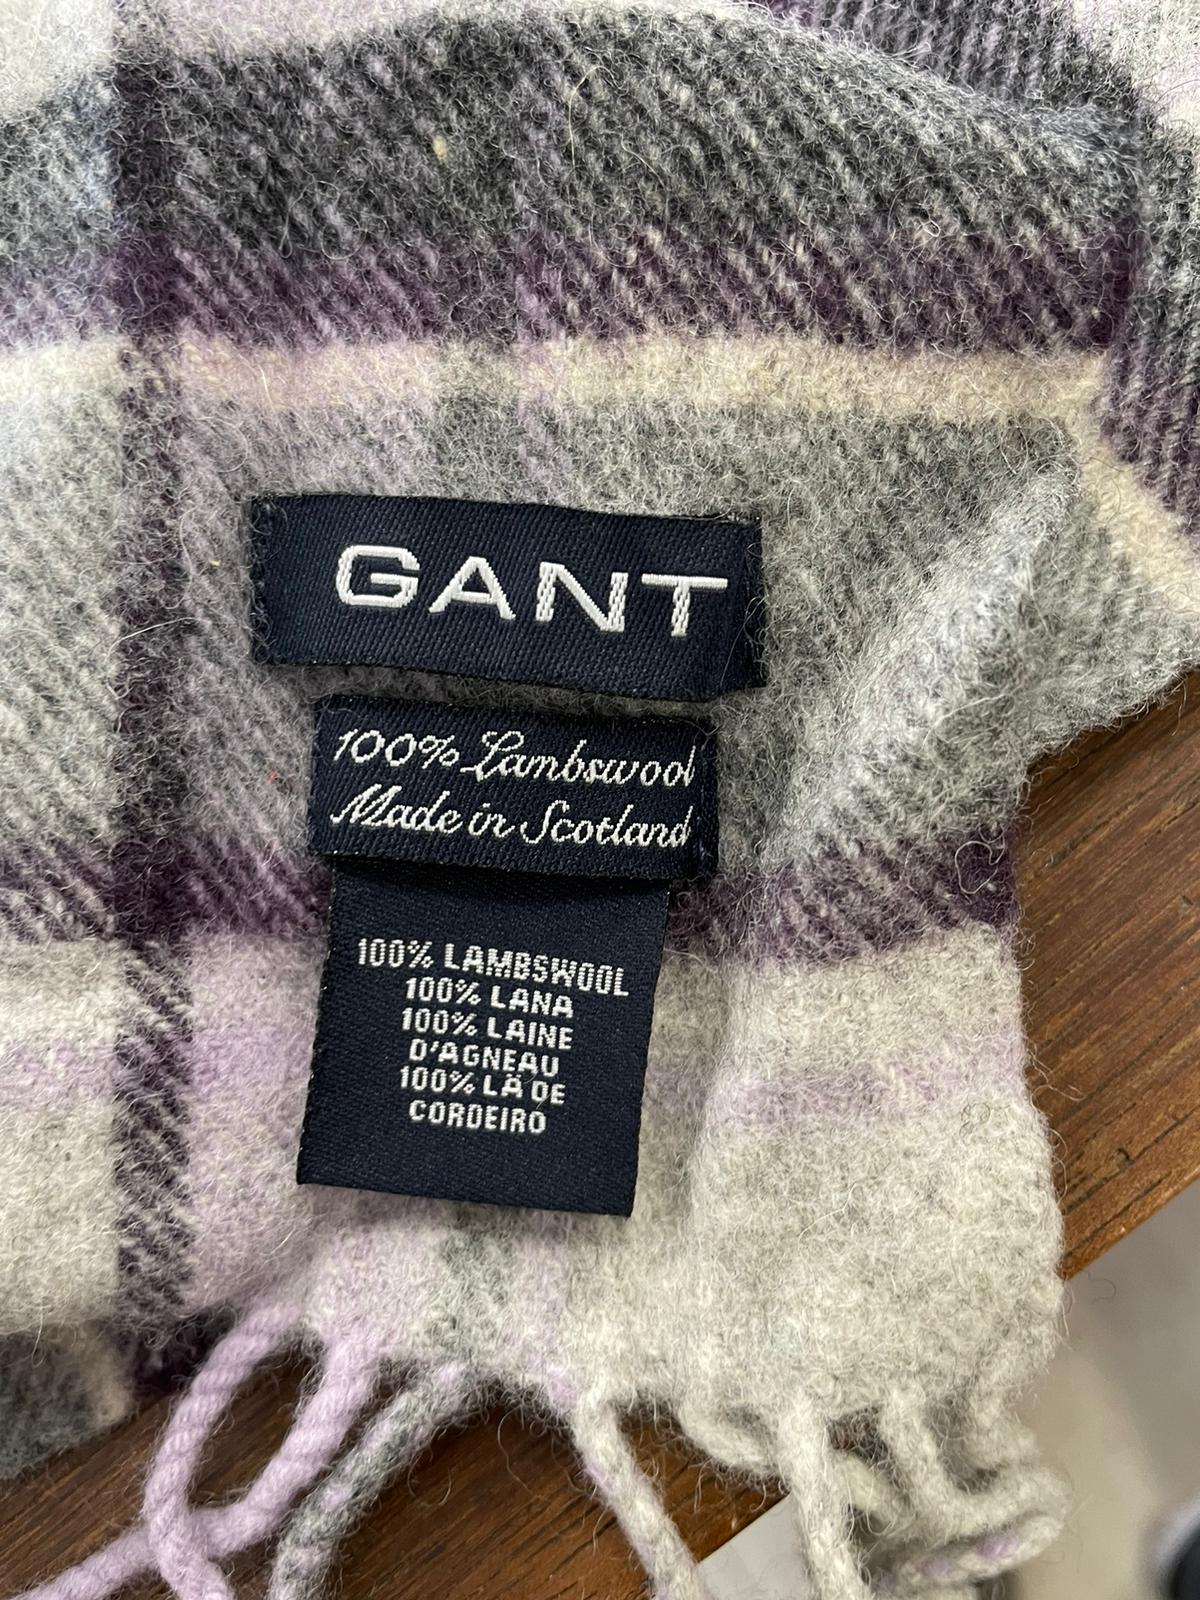 GANT
100% Lambswool
Made in Scotland
100% LAMBSWOOL
100% LANA
100% LAINE
D'AGNEAU
100% LÃ DE
CORDEIRO